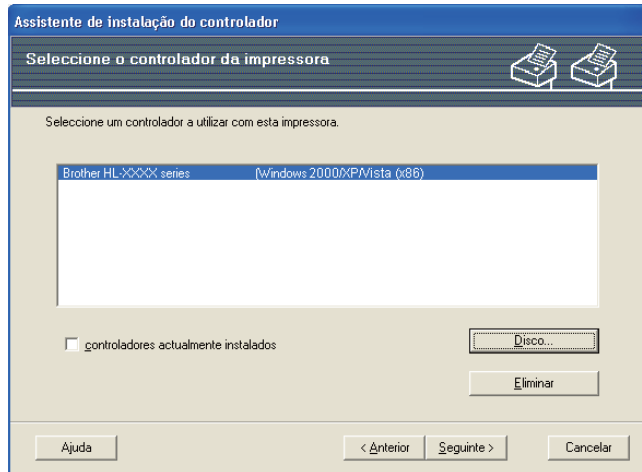 Assistente de instalação do controlador
Seleccione o controlador da impressora
Seleccione um controlador a utilizar com esta impressora.
Brother HL-XXXX series (Windows 2000/XP/Vista (x86)
controladores actualmente instalados
Disco...
Eliminar
Ajuda < Anterior Seguinte > Cancelar